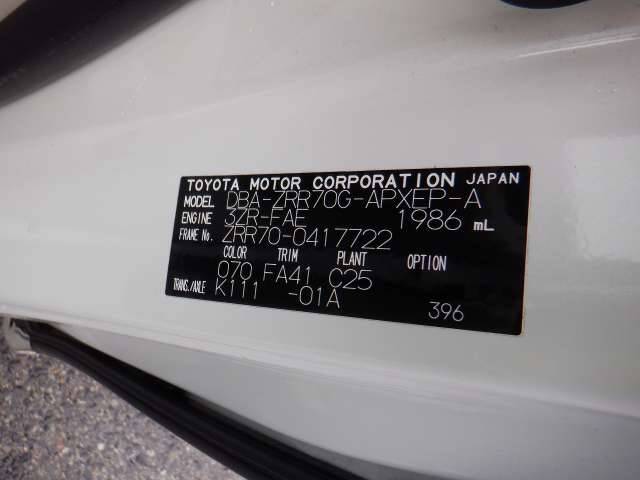 TOYOTA MOTOR CORPORATION JAPAN
MODEL DBA-ZRR70G-APXEP-A
ENGINE 3ZR-FAE 1986 mL
FRAME No. ZRR70-0417722
COLOR TRIM PLANT OPTION
070 FA41 C25
TRANS./AXLE K111 -01A
396